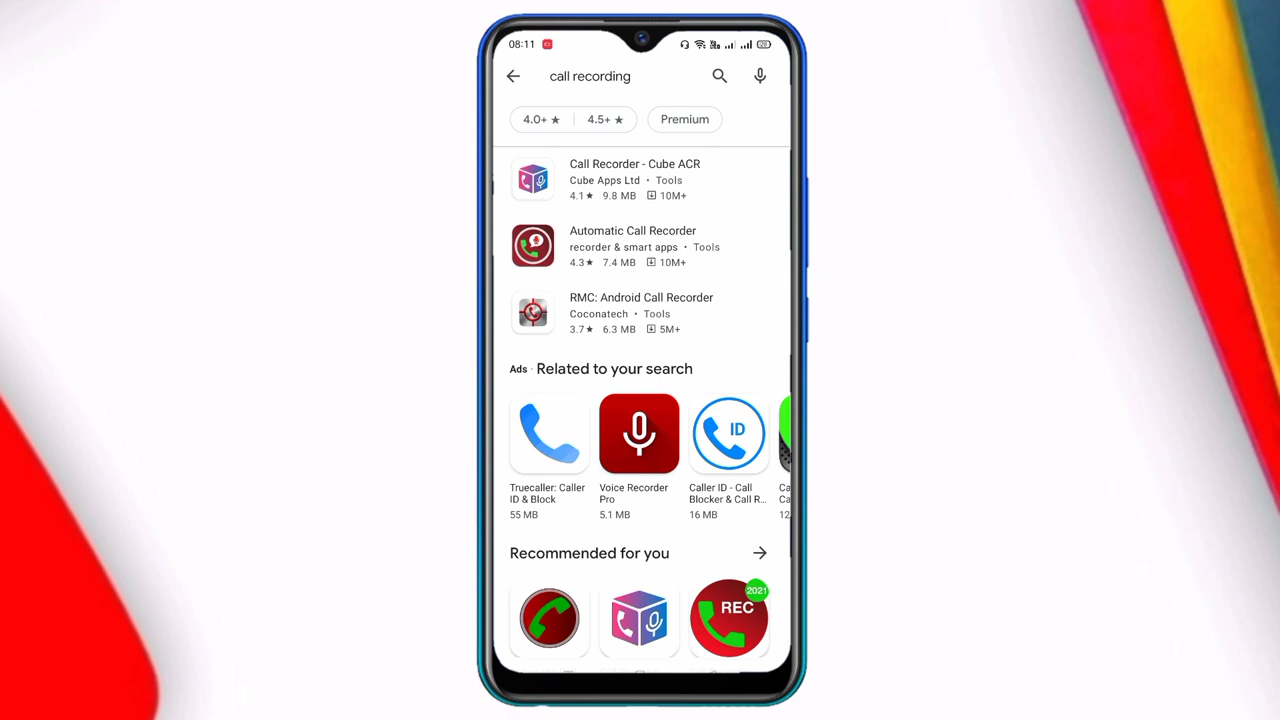 08:11
call recording
4.0+ ★ 4.5+ ★ Premium
Call Recorder - Cube ACR
Cube Apps Ltd • Tools
4.1★ 9.8 MB 10M+
Automatic Call Recorder
recorder & smart apps • Tools
4.3★ 7.4 MB 10M+
RMC: Android Call Recorder
Coconatech • Tools
3.7★ 6.3 MB 5M+
Ads · Related to your search
ID
Truecaller: Caller
ID & Block
55 MB
Voice Recorder
Pro
5.1 MB
Caller ID - Call
Blocker & Call R...
16 MB
Ca
Ca
12
Recommended for you
2021
REC